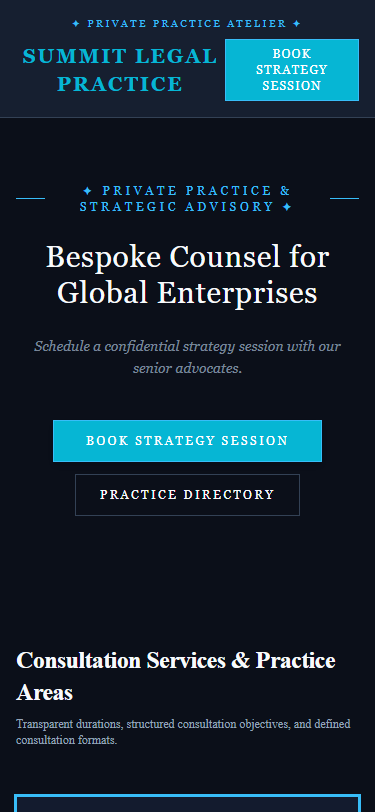 ✦ PRIVATE PRACTICE ATELIER ✦
SUMMIT LEGAL
PRACTICE
BOOK
STRATEGY
SESSION
✦ PRIVATE PRACTICE &
STRATEGIC ADVISORY ✦
Bespoke Counsel for
Global Enterprises
Schedule a confidential strategy session with our
senior advocates.
BOOK STRATEGY SESSION
PRACTICE DIRECTORY
Consultation Services & Practice
Areas
Transparent durations, structured consultation objectives, and defined
consultation formats.